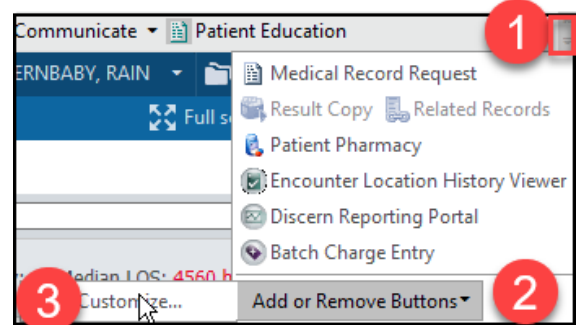 Communicate Patient Education 1
ERNBABY, RAIN
Medical Record Request
Full s
Result Copy Related Records
Patient Pharmacy
Encounter Location History Viewer
Discern Reporting Portal
Batch Charge Entry
Median LOS: 4560 h
3 Customize... Add or Remove Buttons 2